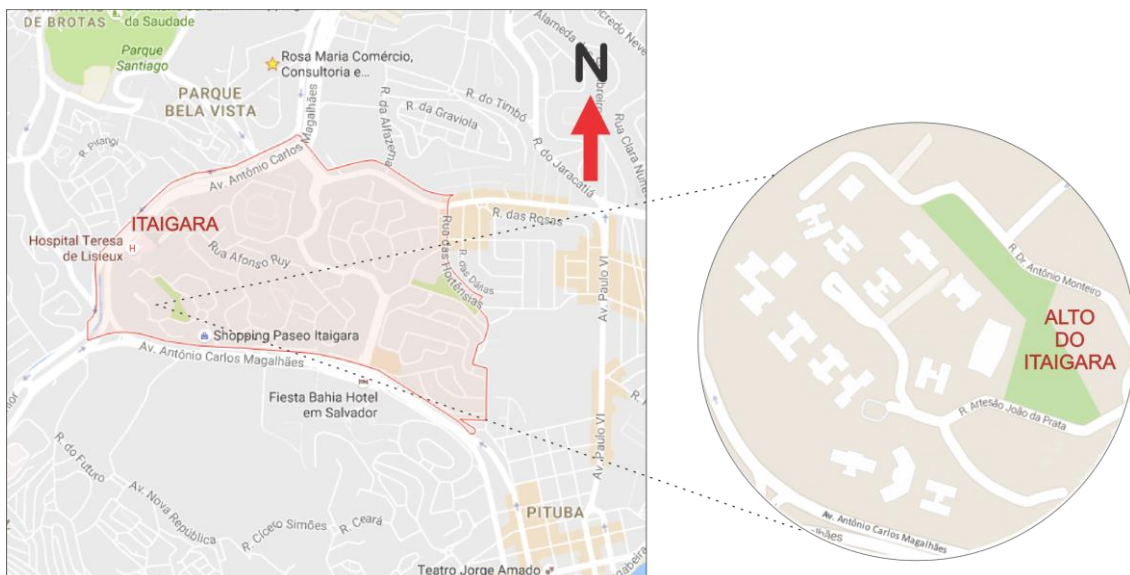 DE BROTAS
da Saudade
Parque
Santiago
PARQUE
BELA VISTA
Rosa Maria Comércio,
Consultoria e...
N
R. da Graviola
R. do Timbó
R. da Alfazema
R. do Jaracatiá
Rua Clara Nunes
R. Pitangi
Av. Antônio Carlos Magalhães
ITAIGARA
Hospital Teresa
de Lisieux
H
Rua Afonso Ruy
R. das Rosas
Rua das Hortênsias
R. das Dálias
Av. Paulo VI
Shopping Paseo Itaigara
Av. Antônio Carlos Magalhães
Fiesta Bahia Hotel
em Salvador
R. do Futuro
Av. Nova República
R. Cícero Simões
R. Ceará
Av. Paulo VI
PITUBA
Teatro Jorge Amado
R. Dr. Antônio Monteiro
ALTO
DO
ITAIGARA
R. Artesão João da Prata
Av. Antônio Carlos Magalhães